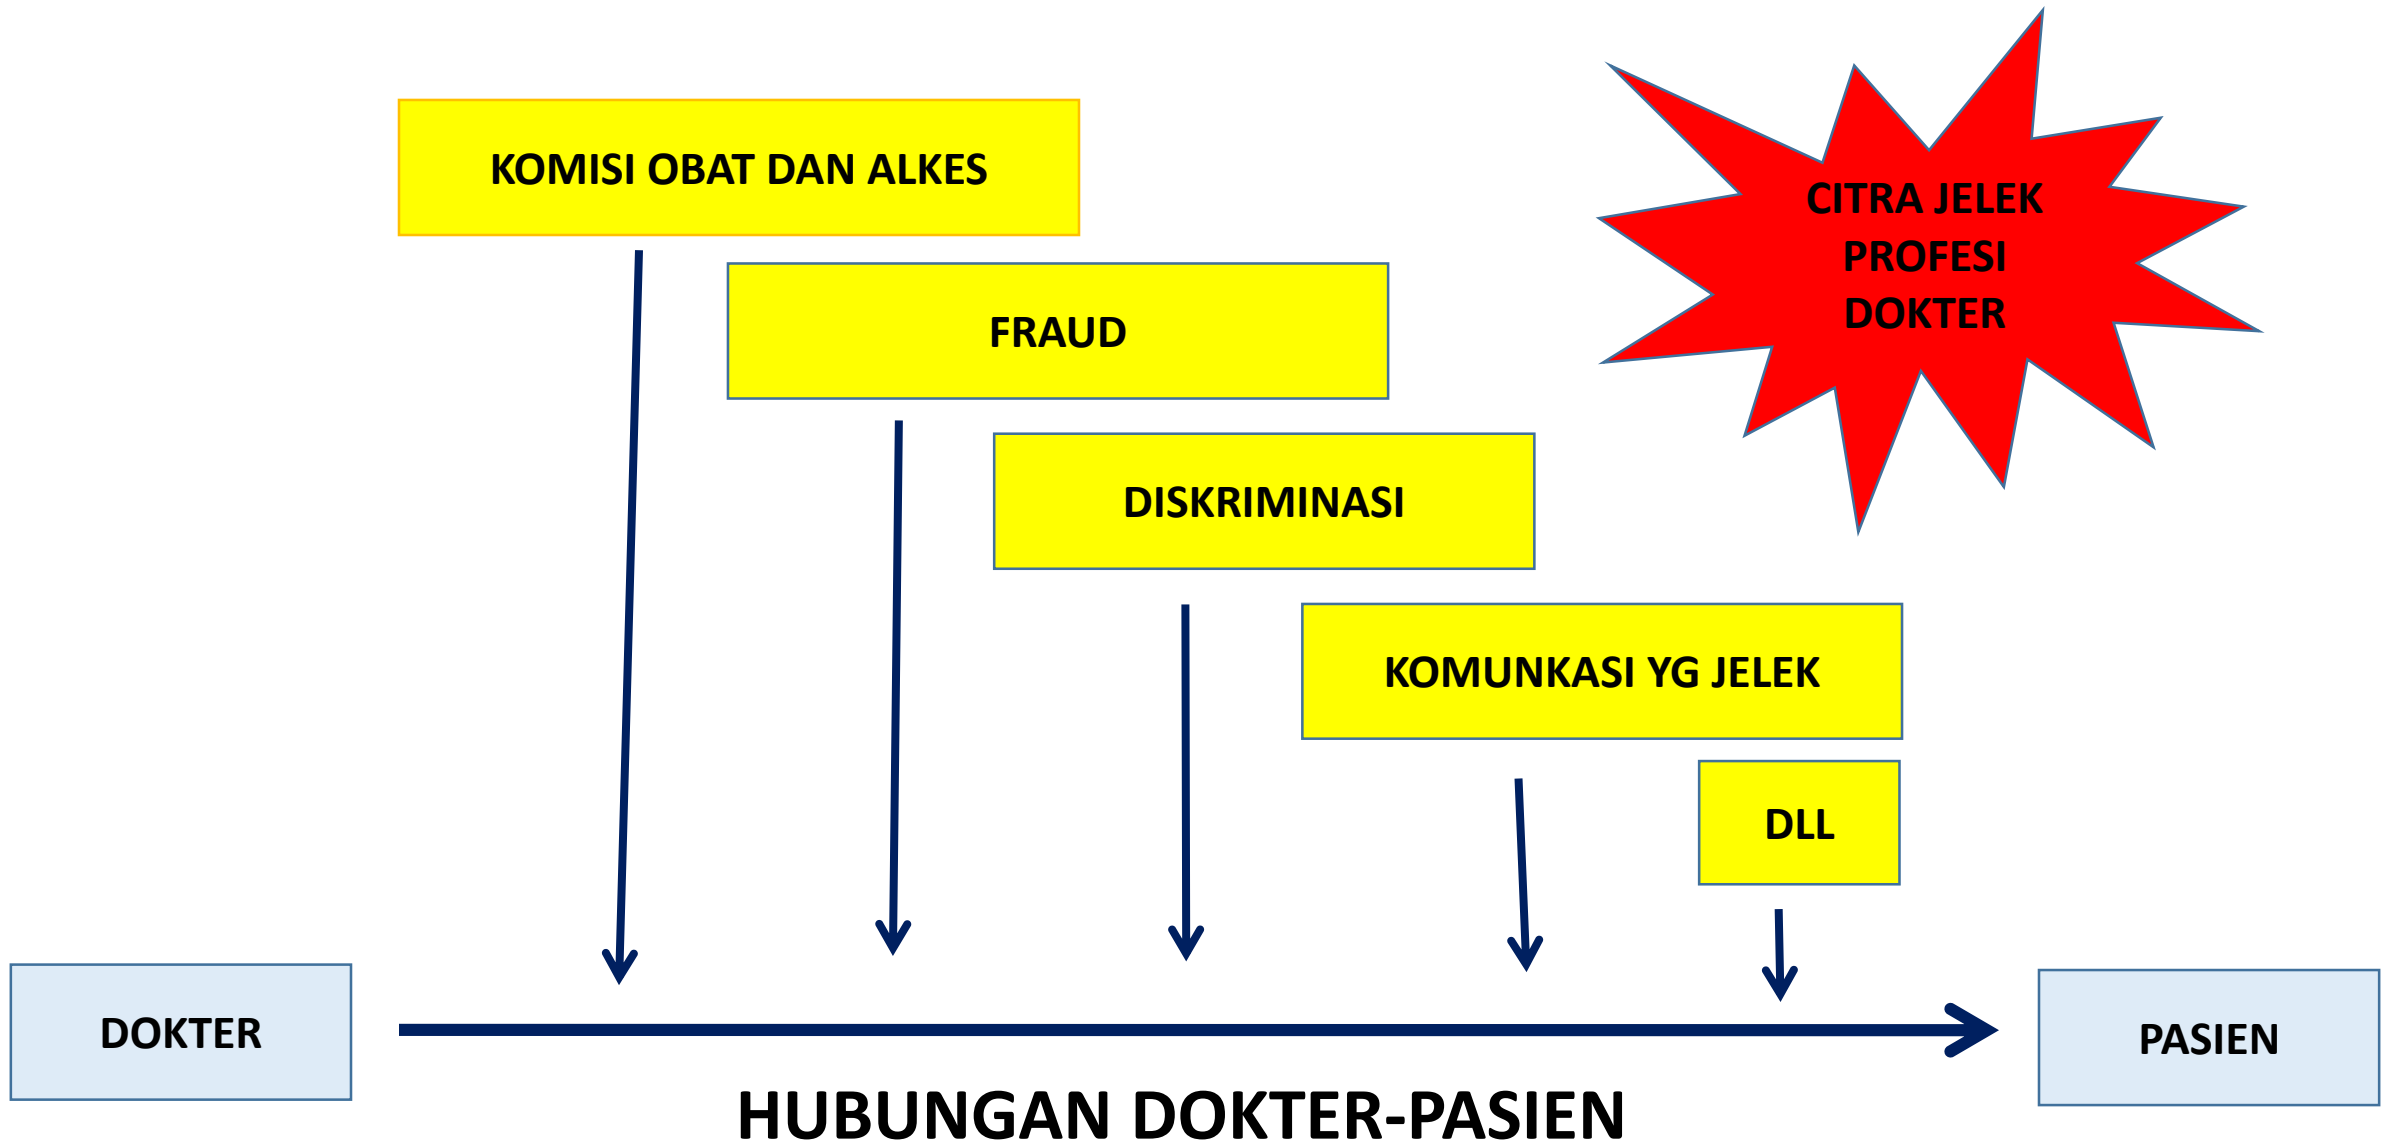 KOMISI OBAT DAN ALKES
CITRA JELEK
PROFESI
DOKTER
FRAUD
DISKRIMINASI
KOMUNKASI YG JELEK
DLL
DOKTER
PASIEN
HUBUNGAN DOKTER-PASIEN